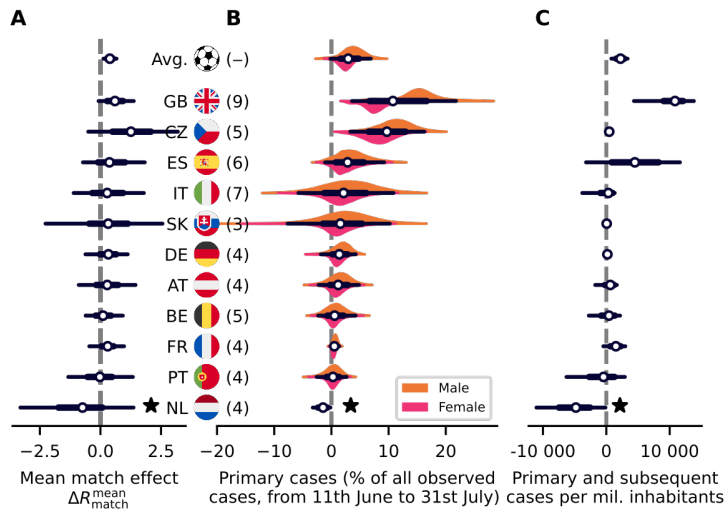 A B C
Avg. (−)
GB (9)
CZ (5)
ES (6)
IT (7)
SK (3)
DE (4)
AT (4)
BE (5)
FR (4)
PT (4)
NL (4)
Male
Female
−2.5 0.0 2.5
−20 −10 0 10 20
-10 000 0 10 000
Mean match effect
ΔR mean match
Primary cases (% of all observed
cases, from 11th June to 31st July)
Primary and subsequent
cases per mil. inhabitants